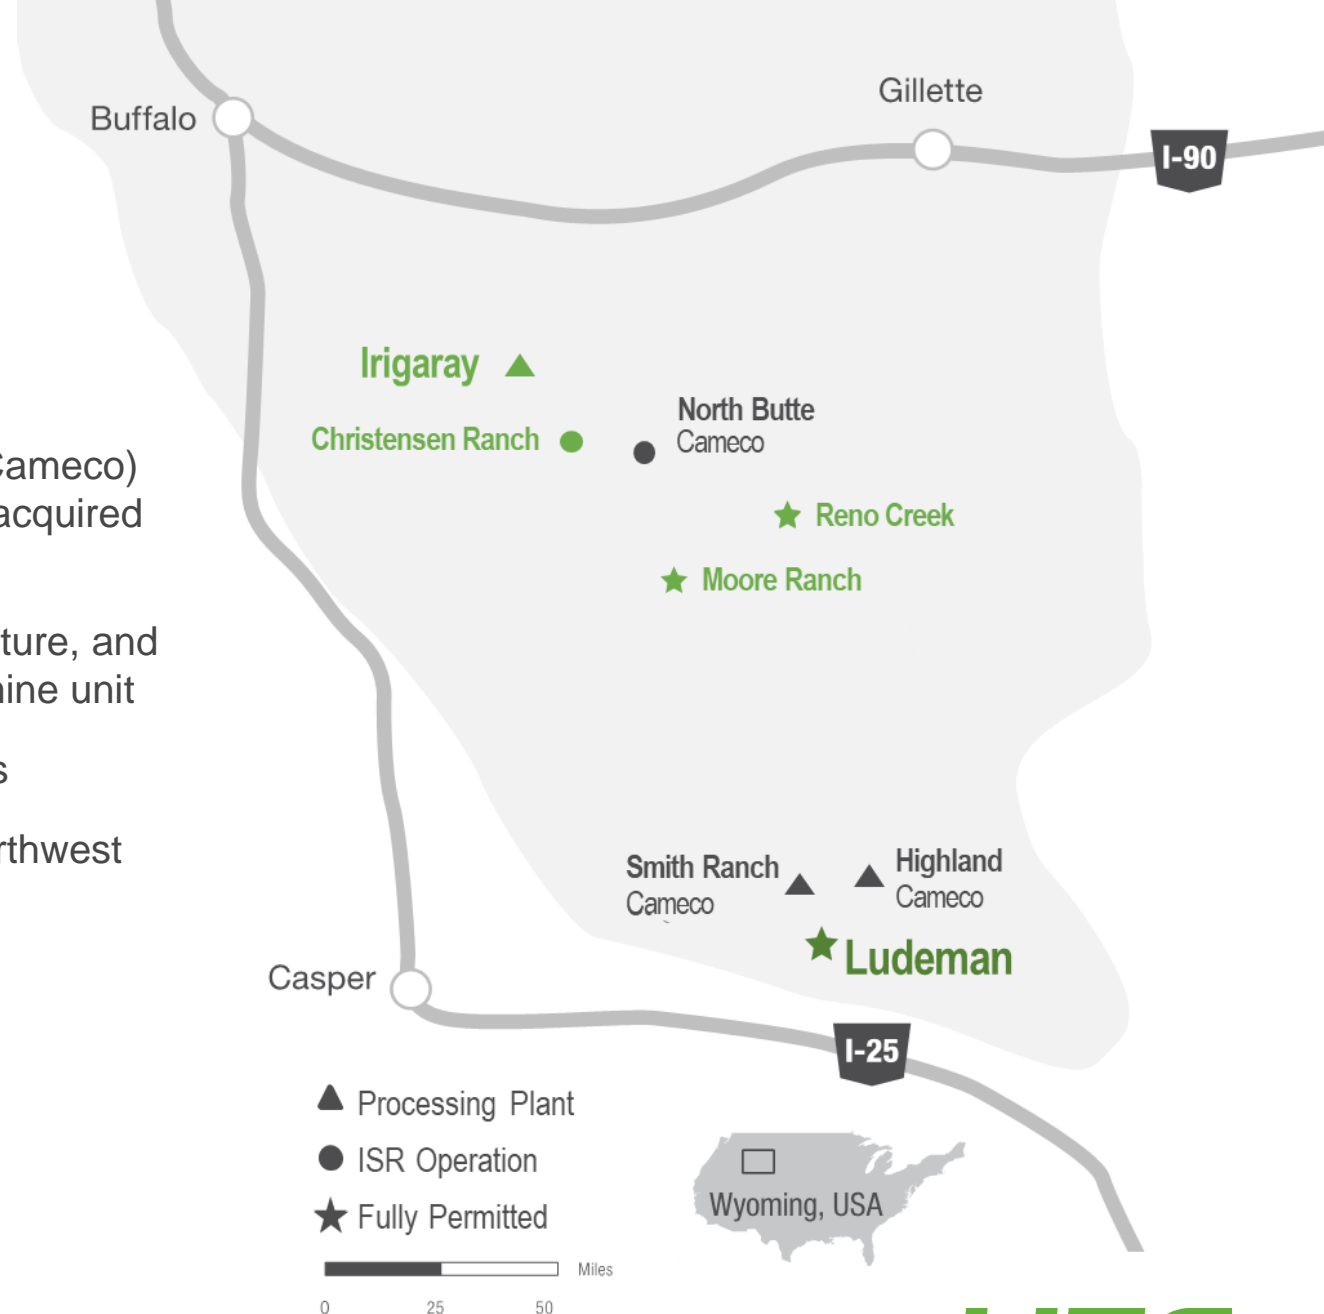 Buffalo
Gillette
I-90
Irigaray
Christensen Ranch
North Butte
Cameco
Reno Creek
Moore Ranch
Cameco)
acquired
ture, and
nine unit
s
rthwest
Smith Ranch
Cameco
Highland
Cameco
Ludeman
Casper
I-25
Processing Plant
ISR Operation
Fully Permitted
Wyoming, USA
Miles
0 25 50